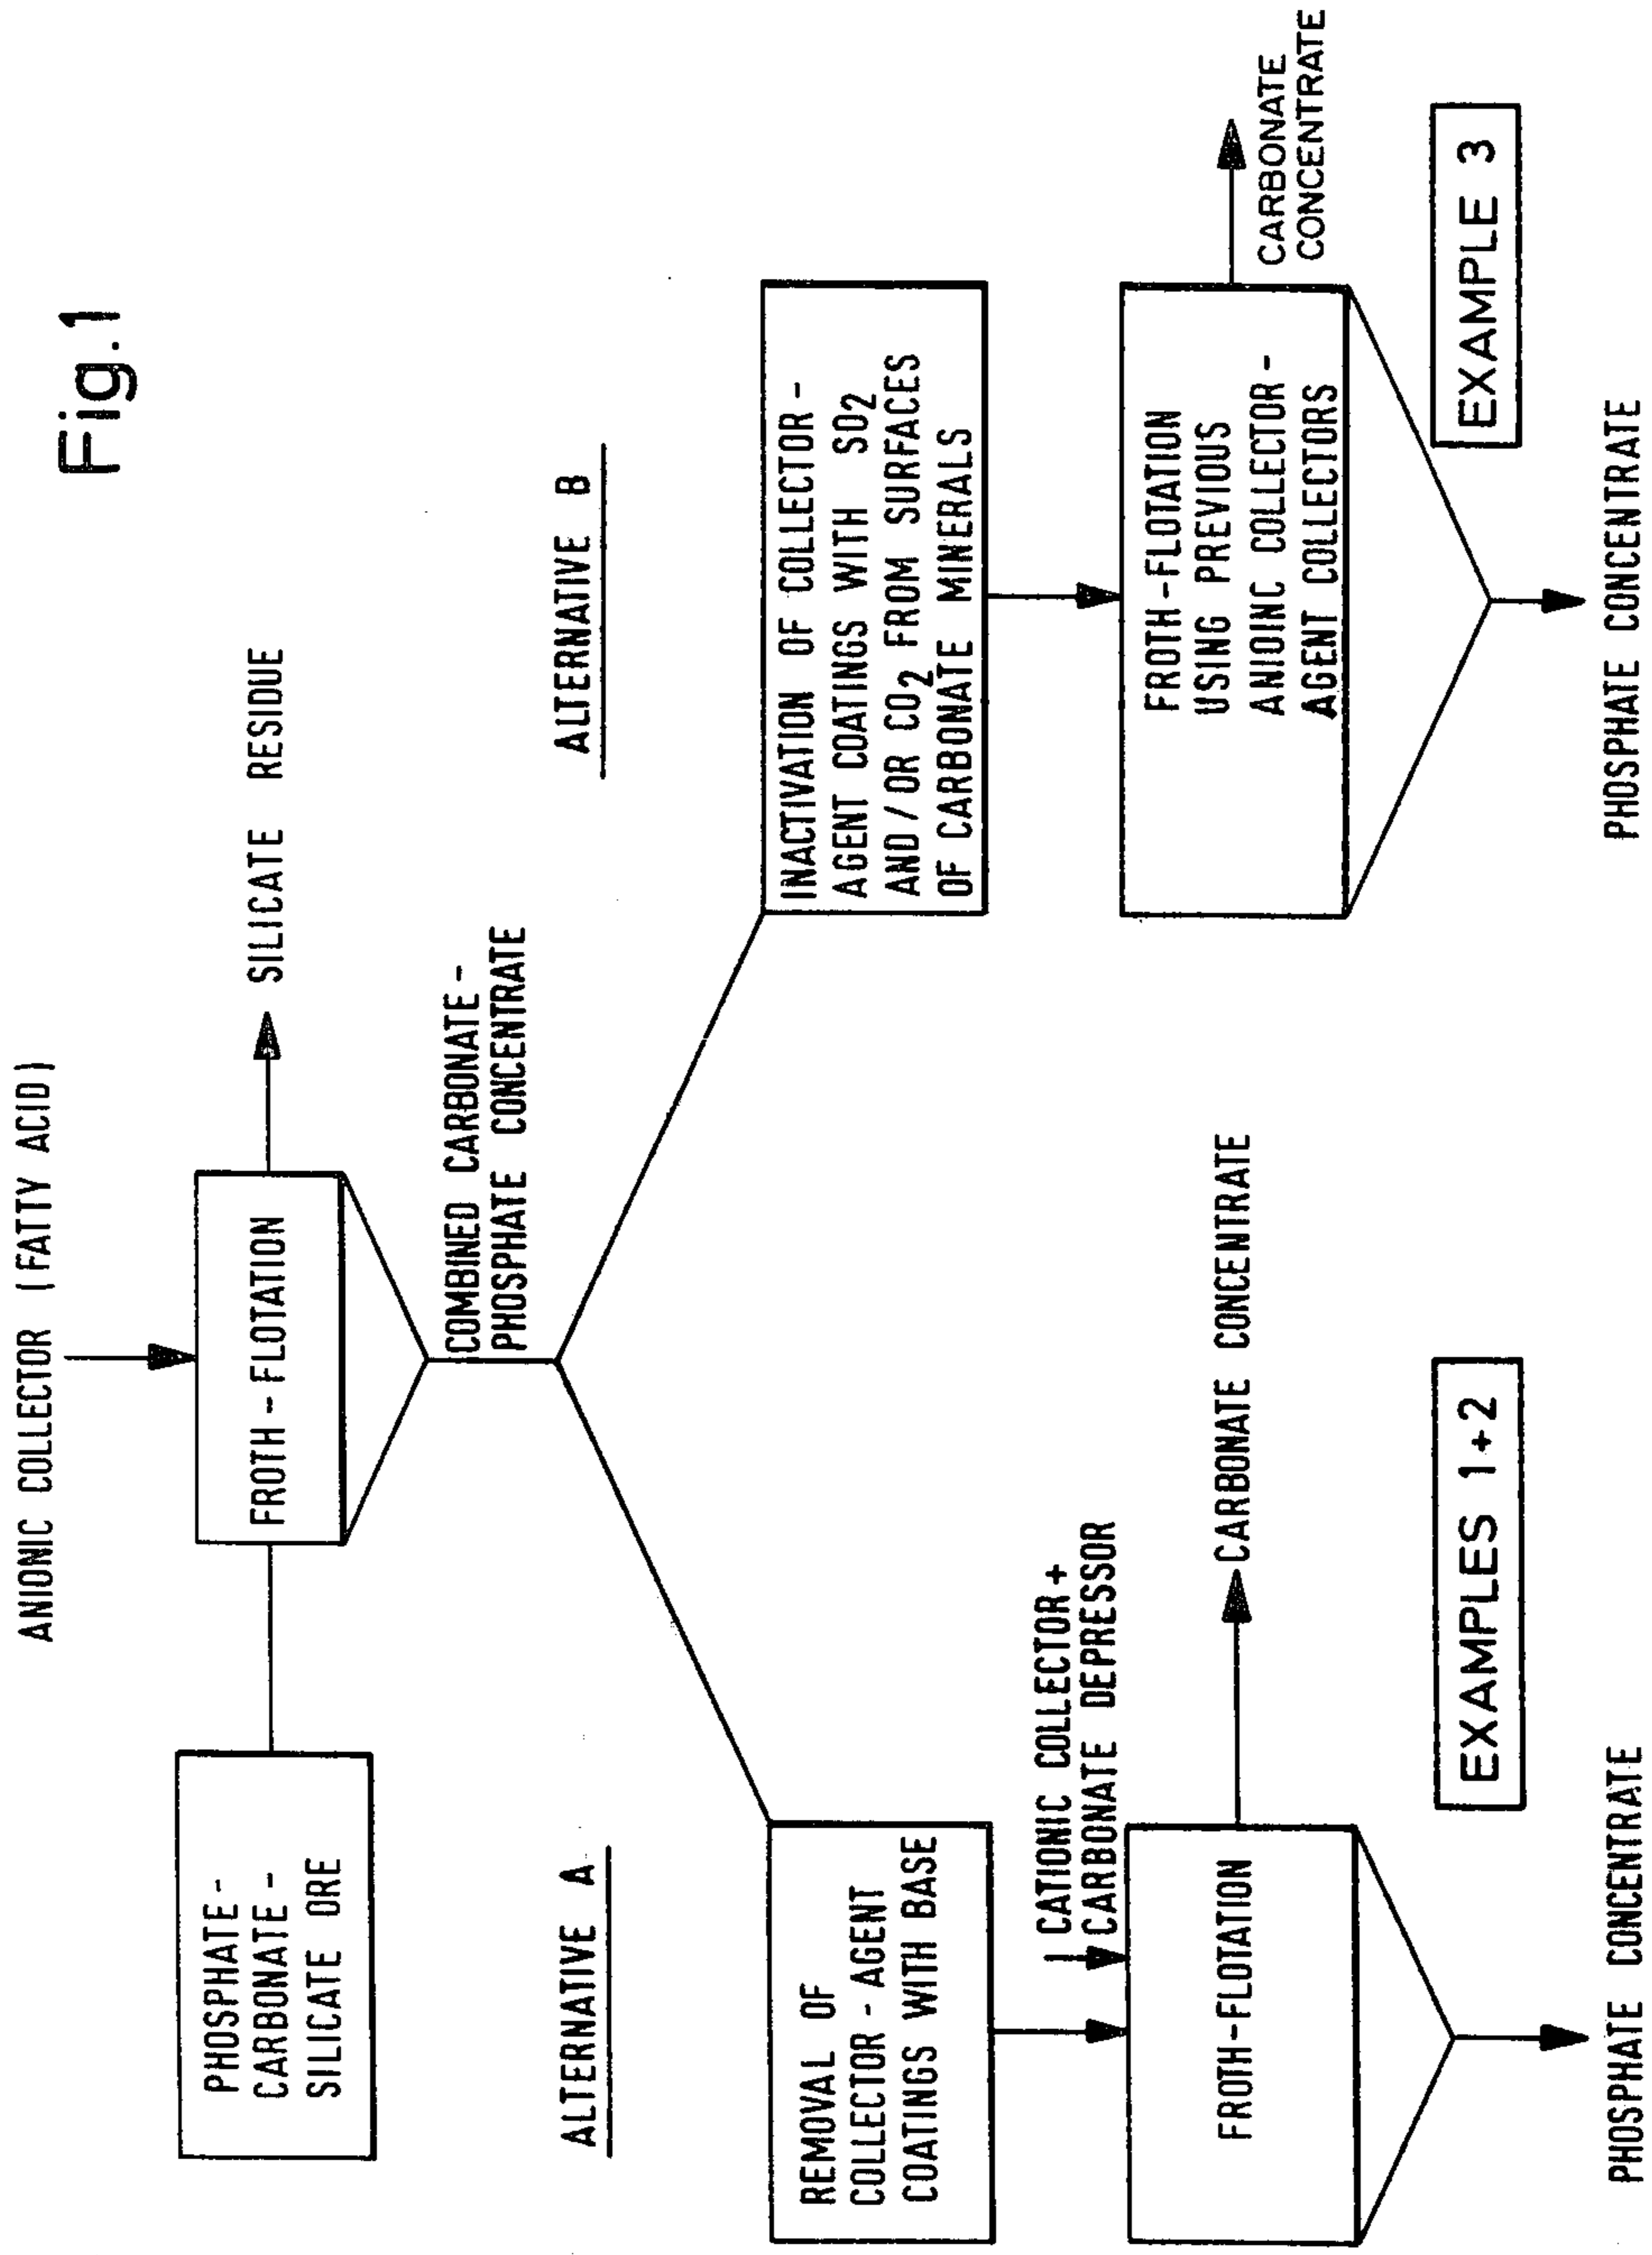 Fig.1
ANIONIC COLLECTOR (FATTY ACID)
PHOSPHATE-
CARBONATE-
SILICATE ORE
FROTH-FLOTATION
SILICATE RESIDUE
COMBINED CARBONATE-
PHOSPHATE CONCENTRATE
ALTERNATIVE A
ALTERNATIVE B
REMOVAL OF
COLLECTOR-AGENT
COATINGS WITH BASE
INACTIVATION OF COLLECTOR-
AGENT COATINGS WITH SO2
AND/OR CO2 FROM SURFACES
OF CARBONATE MINERALS
CATIONIC COLLECTOR+
CARBONATE DEPRESSOR
FROTH-FLOTATION
CARBONATE CONCENTRATE
FROTH-FLOTATION
USING PREVIOUS
ANIOINC COLLECTOR-
AGENT COLLECTORS
CARBONATE
CONCENTRATE
EXAMPLES 1+2
EXAMPLE 3
PHOSPHATE CONCENTRATE
PHOSPHATE CONCENTRATE